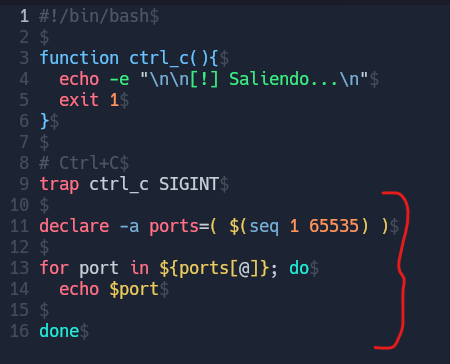 1 #!/bin/bash$
2 $
3 function ctrl_c(){$
4   echo -e "\n\n[!] Saliendo...\n"$
5   exit 1$
6 }$
7 $
8 # Ctrl+C$
9 trap ctrl_c SIGINT$
10 $
11 declare -a ports=( $(seq 1 65535) )$
12 $
13 for port in ${ports[@]}; do$
14   echo $port$
15 $
16 done$